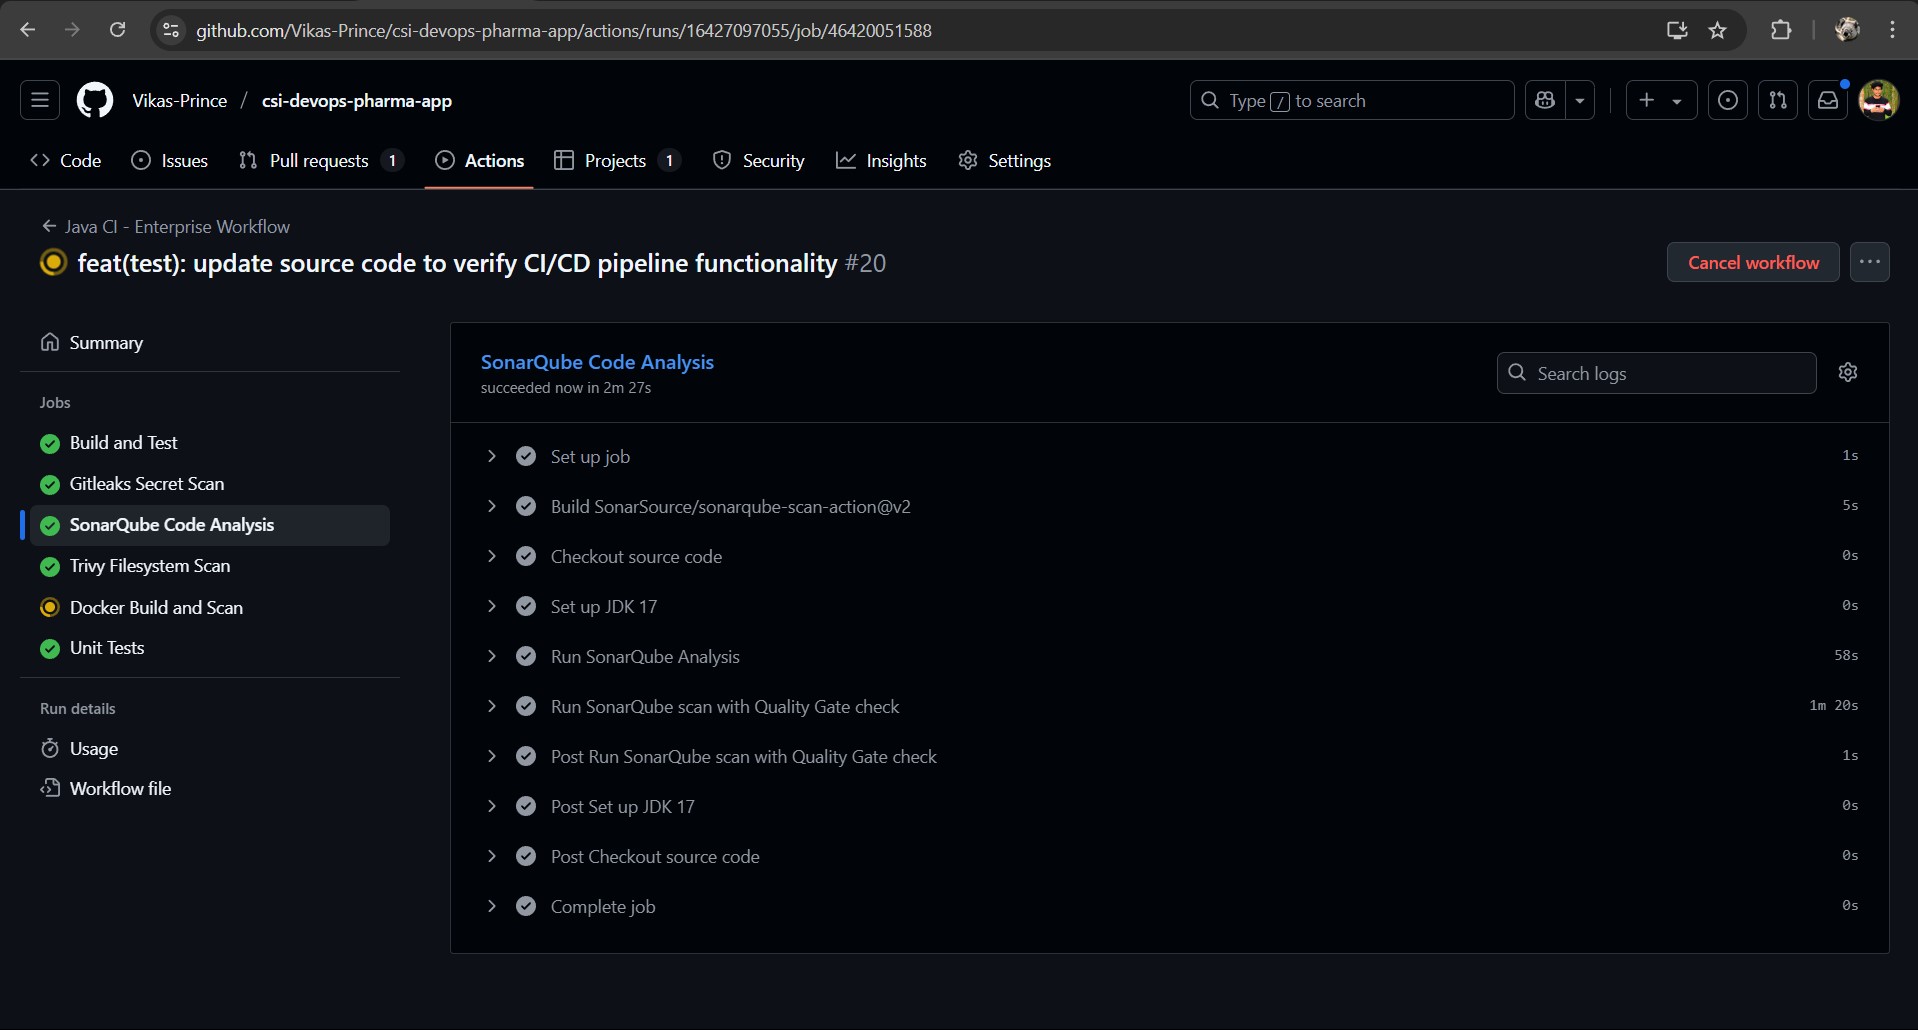 github.com/Vikas-Prince/csi-devops-pharma-app/actions/runs/16427097055/job/46420051588
Vikas-Prince / csi-devops-pharma-app
Type / to search
Code Issues Pull requests 1 Actions Projects 1 Security Insights Settings
Java CI - Enterprise Workflow
feat(test): update source code to verify CI/CD pipeline functionality #20
Cancel workflow
Summary
Jobs
Build and Test
Gitleaks Secret Scan
SonarQube Code Analysis
Trivy Filesystem Scan
Docker Build and Scan
Unit Tests
Run details
Usage
Workflow file
SonarQube Code Analysis
succeeded now in 2m 27s
Search logs
Set up job 1s
Build SonarSource/sonarqube-scan-action@v2 5s
Checkout source code 0s
Set up JDK 17 0s
Run SonarQube Analysis 58s
Run SonarQube scan with Quality Gate check 1m 20s
Post Run SonarQube scan with Quality Gate check 1s
Post Set up JDK 17 0s
Post Checkout source code 0s
Complete job 0s